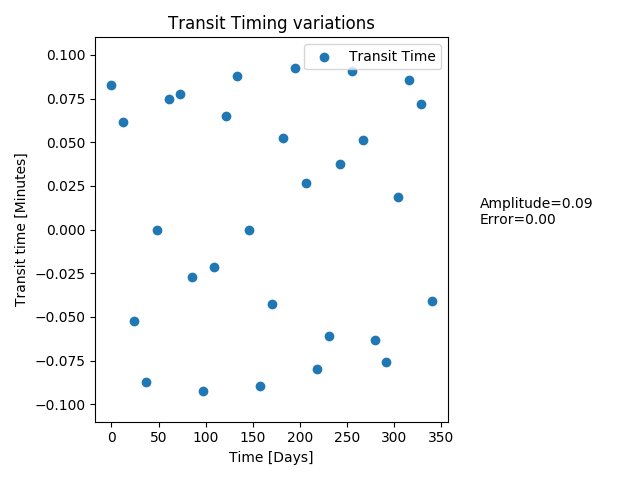 Transit Timing variations
Transit Time
0.100
0.075
0.050
0.025
0.000
−0.025
−0.050
−0.075
−0.100
Transit time [Minutes]
Amplitude=0.09
Error=0.00
0 50 100 150 200 250 300 350
Time [Days]